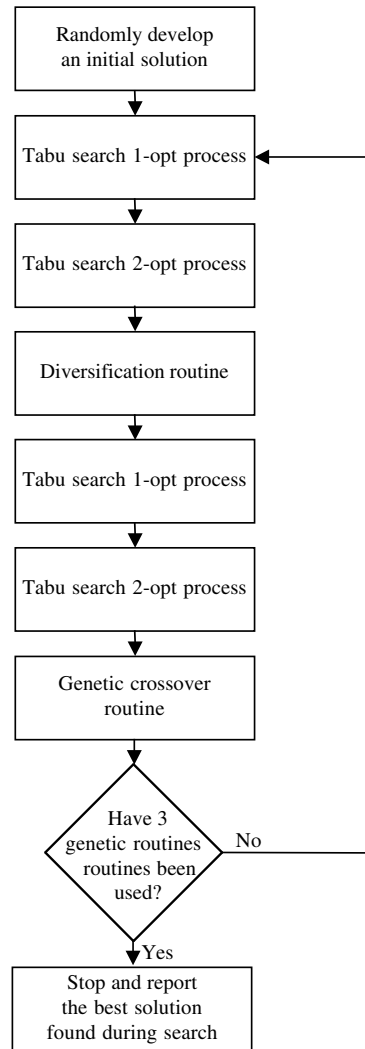 Randomly develop
an initial solution
Tabu search 1-opt process
Tabu search 2-opt process
Diversification routine
Tabu search 1-opt process
Tabu search 2-opt process
Genetic crossover
routine
Have 3
genetic routines
routines been
used?
No
Yes
Stop and report
the best solution
found during search